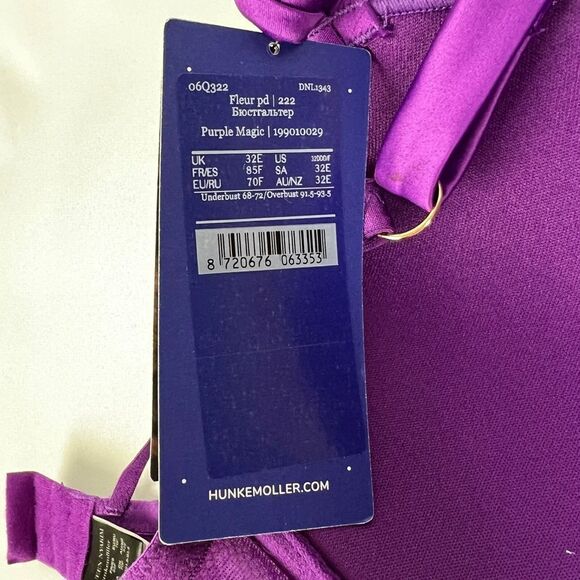 06Q322 DNL1343
Fleur pd | 222
Бюстгальтер
Purple Magic | 199010029
UK 32E US 32DDD/F
FR/ES 85F SA 32E
EU/RU 70F AU/NZ 32E
Underbust 68-72/Overbust 91.5-93.5
8 720676 063353
HUNKEMOLLER.COM